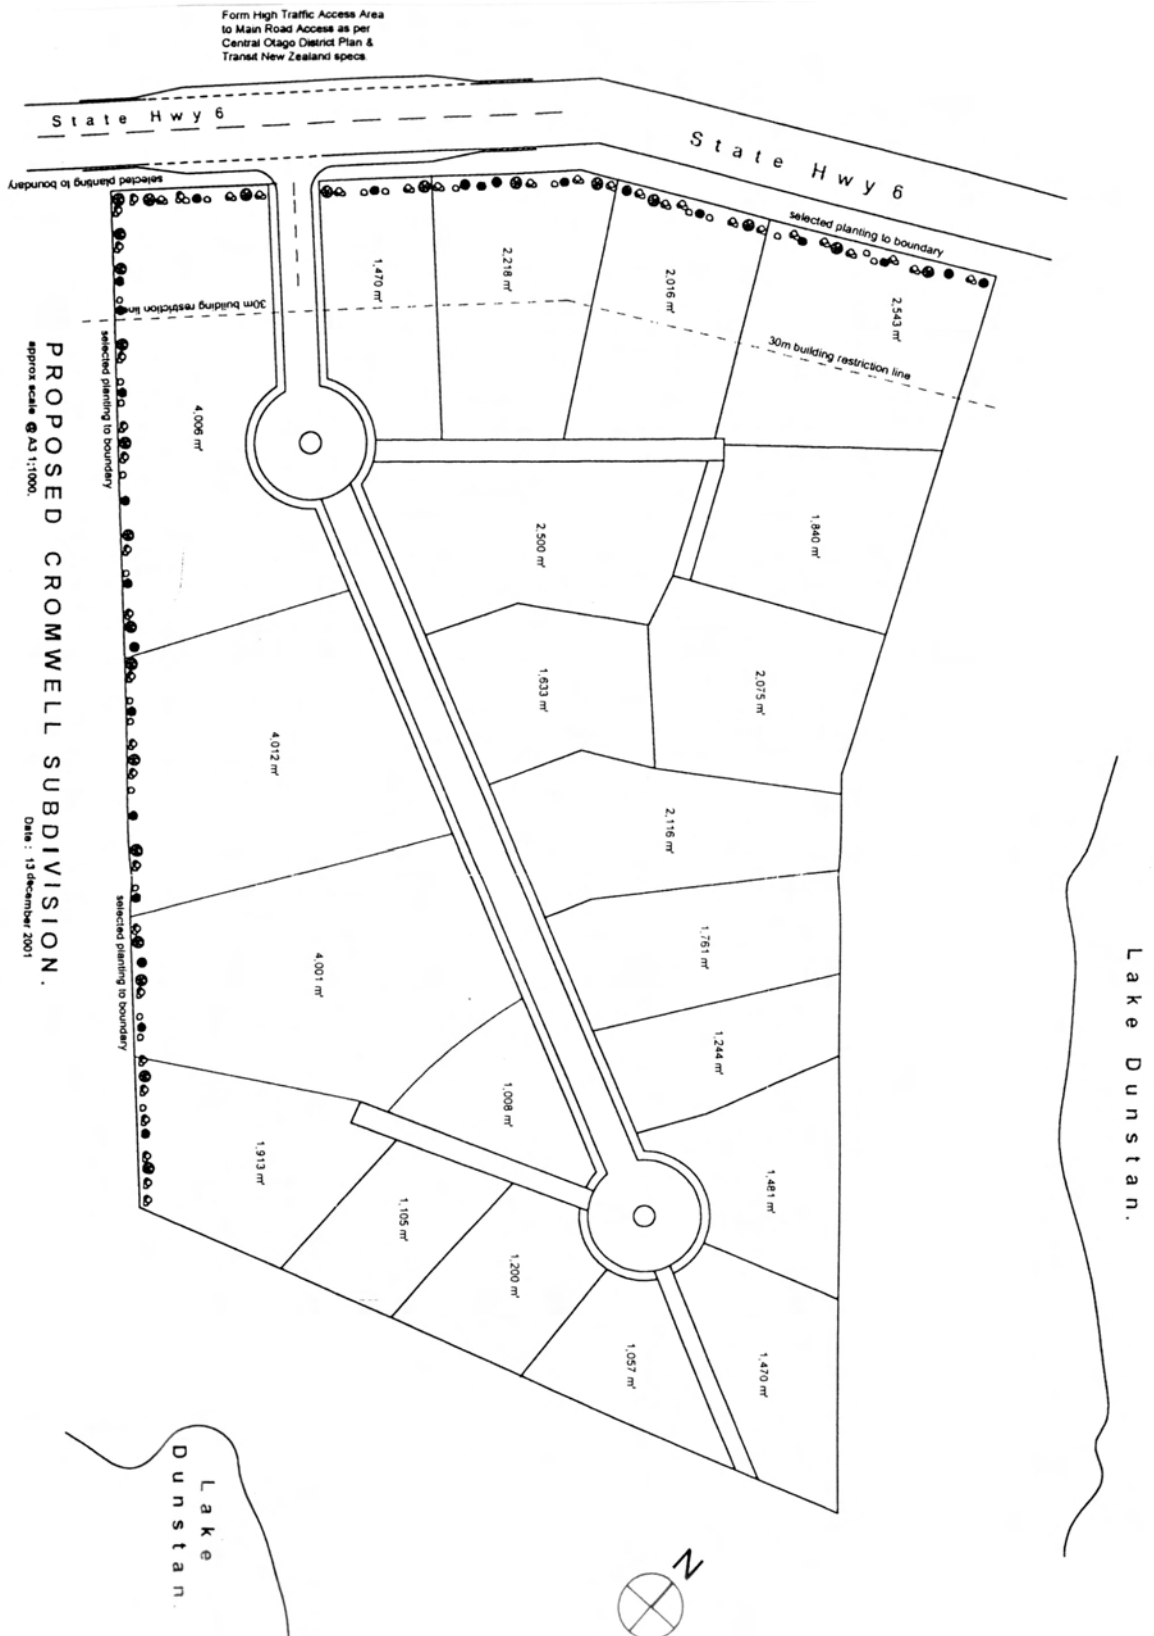 Form High Traffic Access Area
to Main Road Access as per
Central Otago District Plan &
Transit New Zealand specs.
State Hwy 6
State Hwy 6
selected planting to boundary
selected planting to boundary
30m building restriction line
30m building restriction line
1,470 m²
2,218 m²
2,016 m²
2,543 m²
4,006 m²
2,500 m²
1,840 m²
1,633 m²
2,075 m²
4,012 m²
2,116 m²
4,001 m²
1,761 m²
1,244 m²
1,008 m²
1,913 m²
1,105 m²
1,200 m²
1,481 m²
1,057 m²
1,470 m²
selected planting to boundary
selected planting to boundary
PROPOSED CROMWELL SUBDIVISION.
approx scale @ A3 1:1000.
Date : 13 december 2001
Lake Dunstan.
Lake
Dunstan.
N